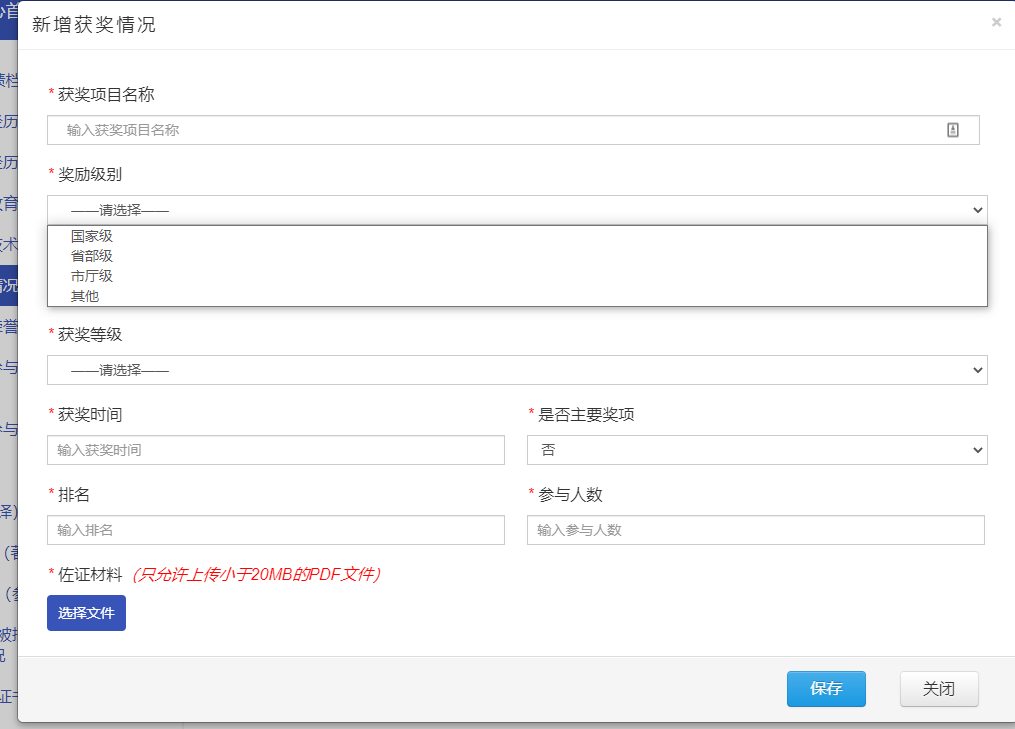 新增获奖情况
×
* 获奖项目名称
输入获奖项目名称
* 奖励级别
——请选择——
国家级
省部级
市厅级
其他
* 获奖等级
——请选择——
* 获奖时间
* 是否主要奖项
输入获奖时间
否
* 排名
* 参与人数
输入排名
输入参与人数
* 佐证材料 (只允许上传小于20MB的PDF文件)
选择文件
保存
关闭